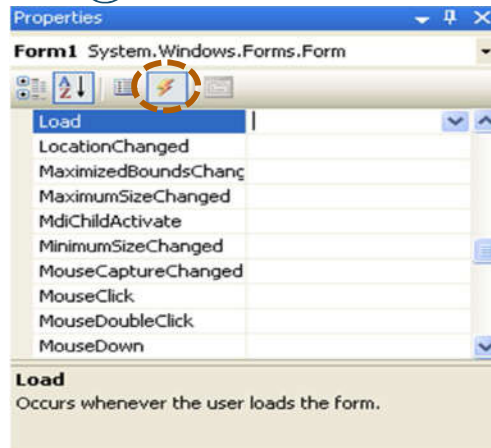 Properties
Form1 System.Windows.Forms.Form
Load
LocationChanged
MaximizedBoundsChang
MaximumSizeChanged
MdiChildActivate
MinimumSizeChanged
MouseCaptureChanged
MouseClick
MouseDoubleClick
MouseDown
Load
Occurs whenever the user loads the form.